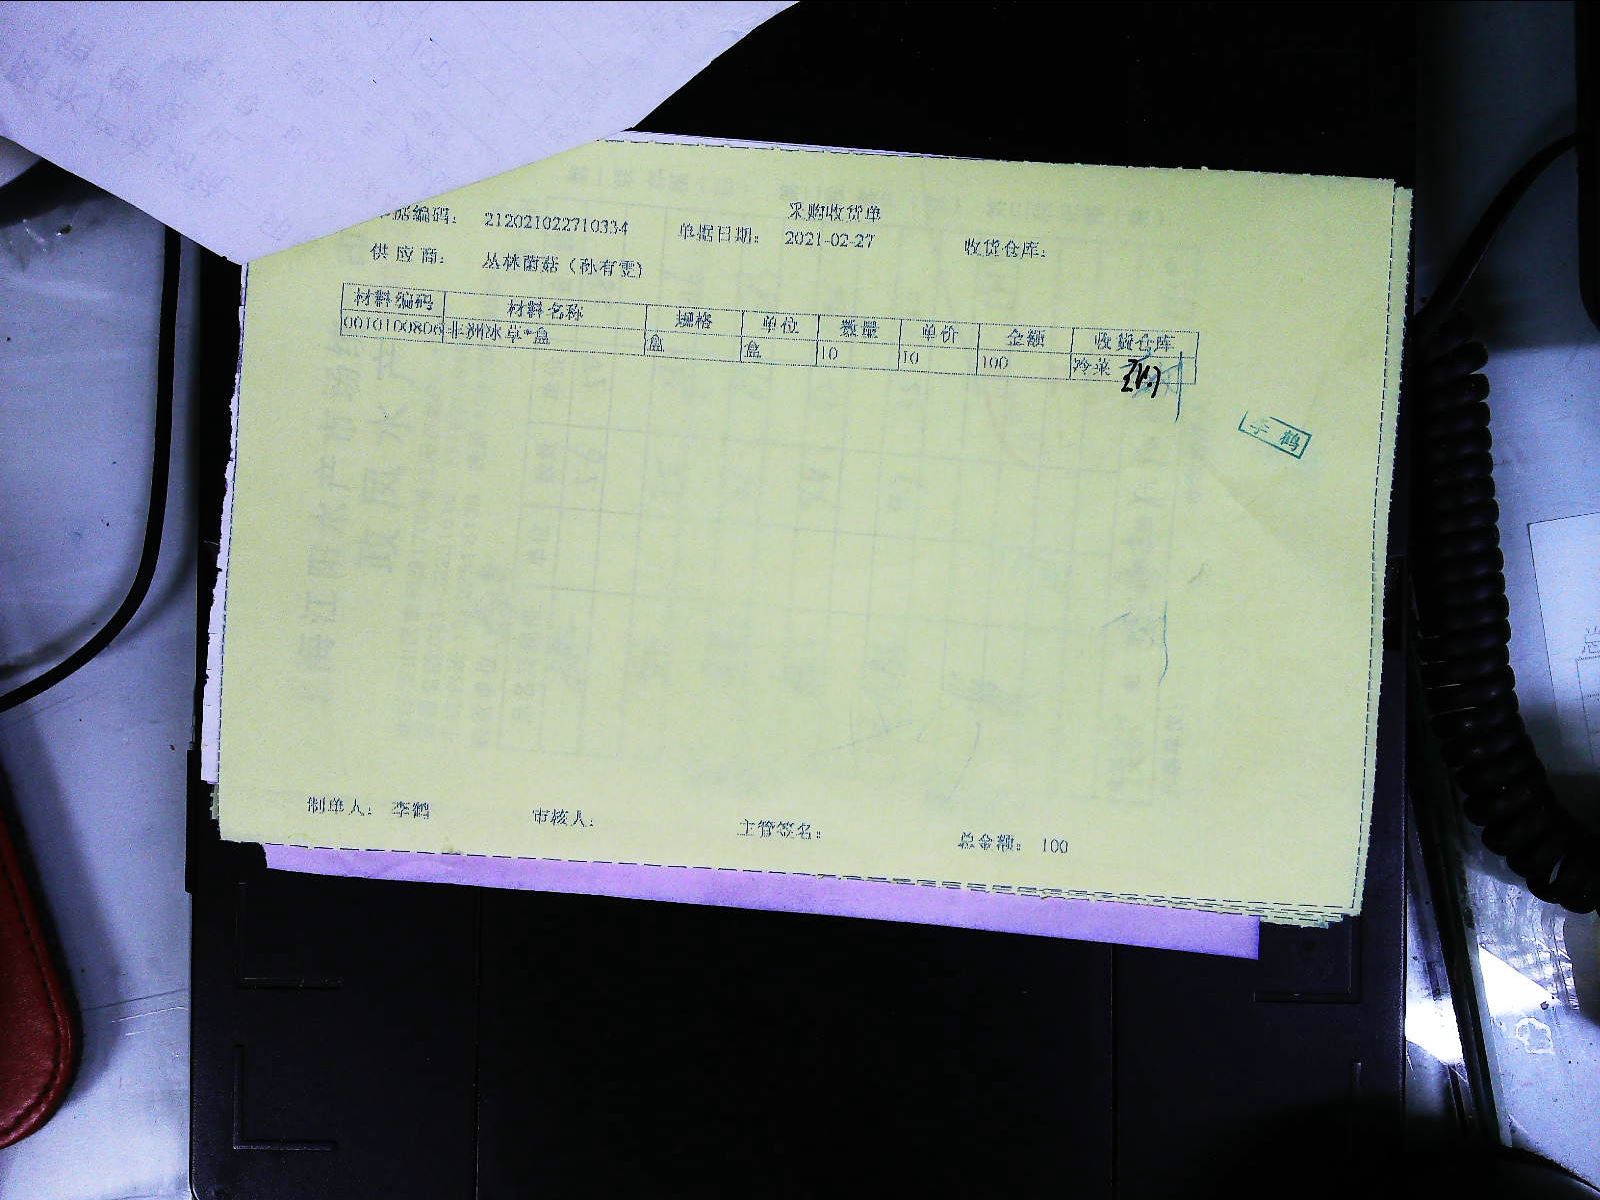 采购收货单
据编码： 212021022710334 单据日期： 2021-02-27 收货仓库：
供应商： 丛林菌菇（孙有雯）
材料编码 材料名称 规格 单位 数量 单价 金额 收货仓库
0010100806 非洲冰草*盒 盒 盒 10 10 100 冷菜
李鹤
制单人： 李鹤 审核人： 主管签名： 总金额： 100